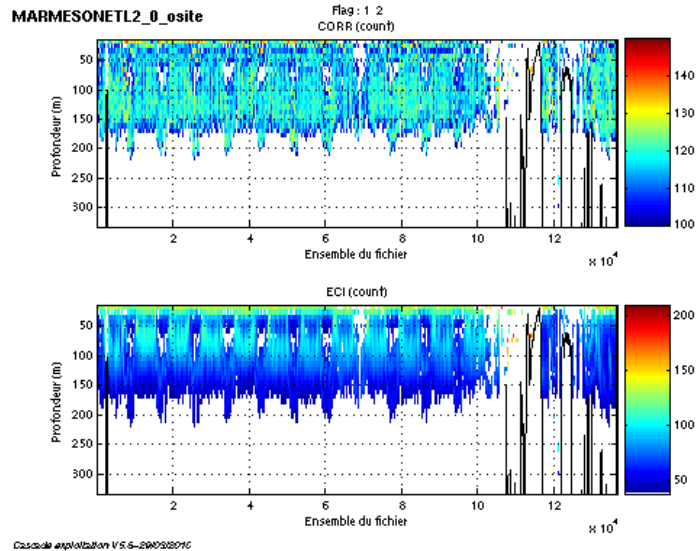 MARMESONETL2_0_osite
Flag : 1 2
CORR (count)
Profondeur (m)
50
100
150
200
250
300
2 4 6 8 10 12
x 10^4
Ensemble du fichier
140
130
120
110
100
ECI (count)
Profondeur (m)
50
100
150
200
250
300
2 4 6 8 10 12
x 10^4
Ensemble du fichier
200
150
100
50
Cascade exploitation V 5.6-29/03/2010